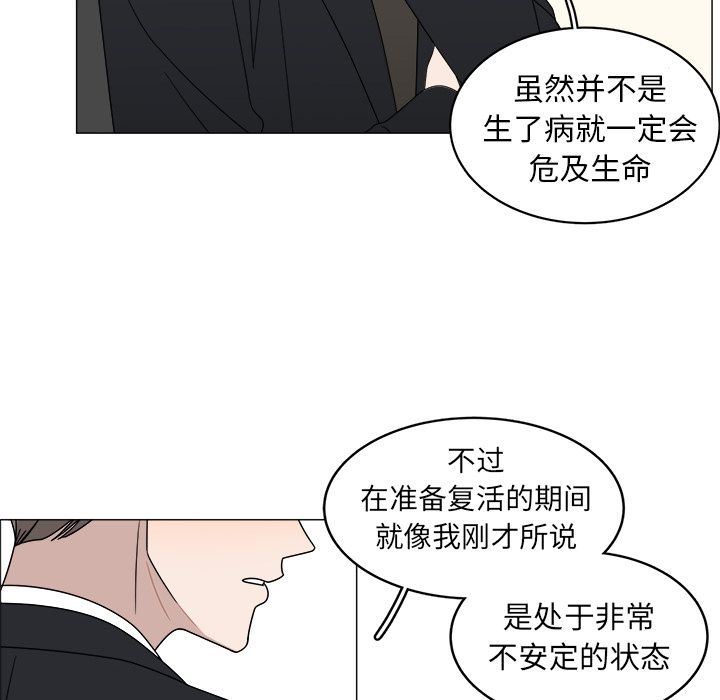 虽然并不是
生了病就一定会
危及生命
不过
在准备复活的期间
就像我刚才所说
是处于非常
不安定的状态